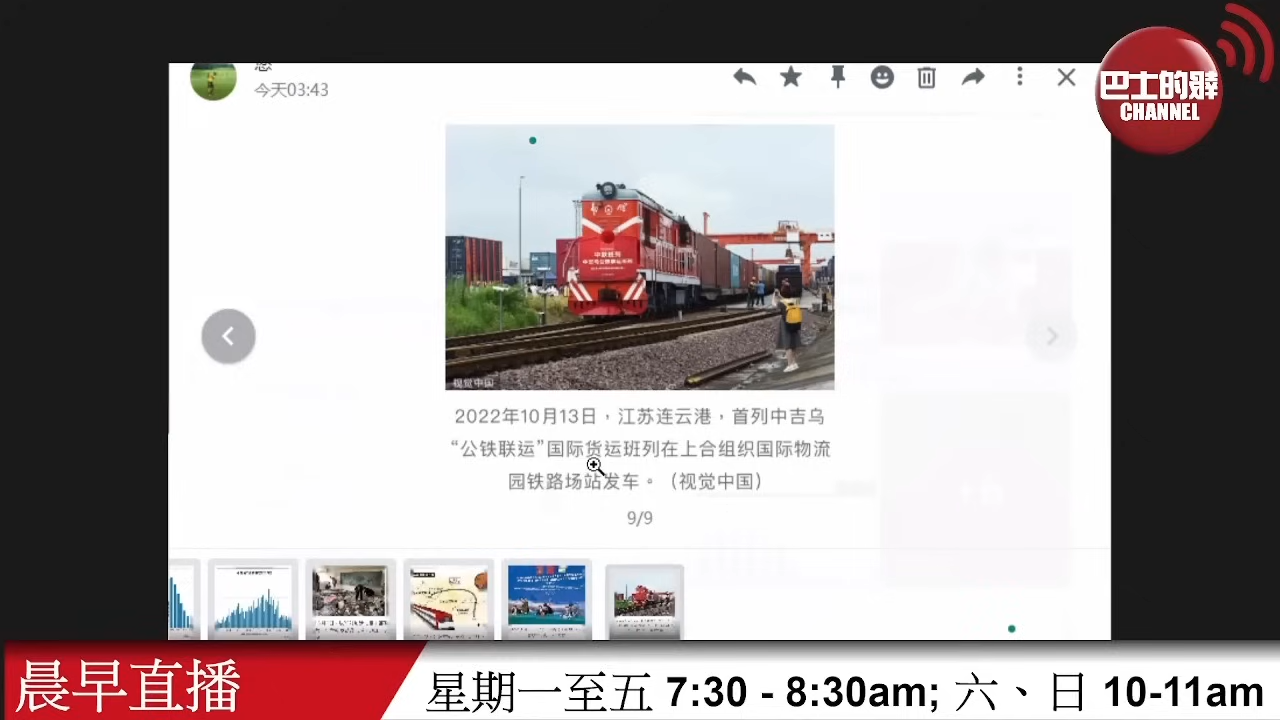 今天03:43
巴士的報
CHANNEL
视觉中国
2022年10月13日，江苏连云港，首列中吉乌
“公铁联运”国际货运班列在上合组织国际物流
园铁路场站发车。（视觉中国）
9/9
晨早直播
星期一至五 7:30 - 8:30am; 六、日 10-11am